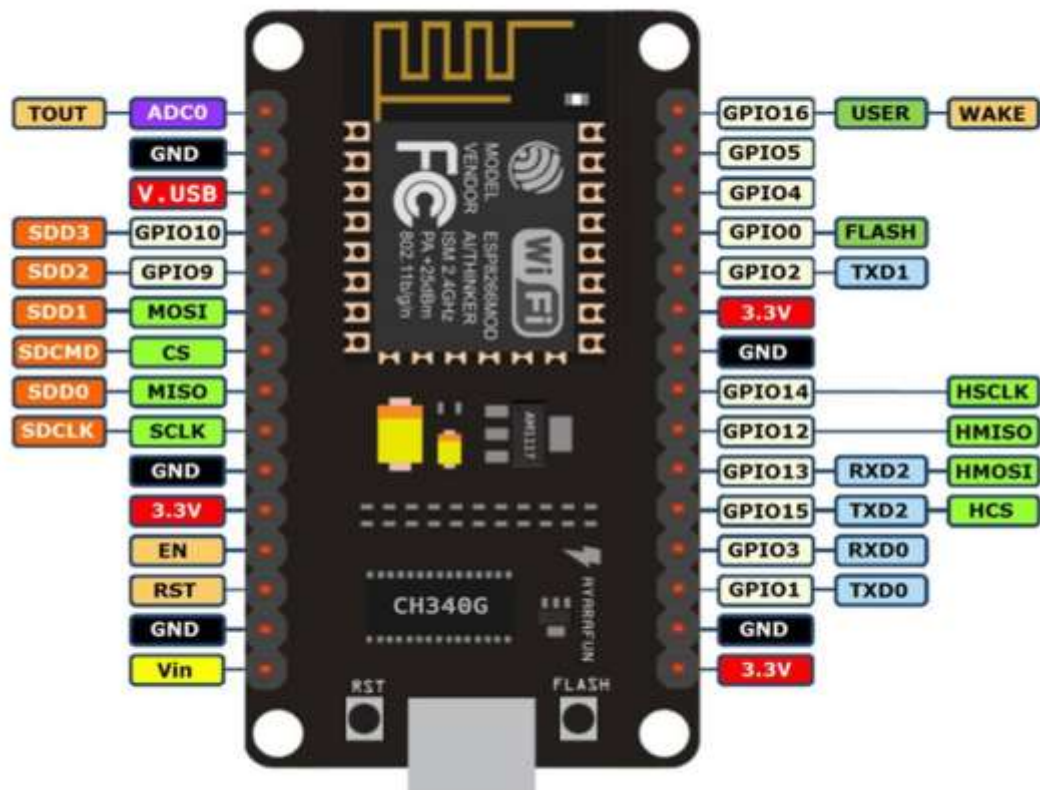 TOUT ADC0 GPIO16 USER WAKE
GND GPIO5
V.USB GPIO4
SDD3 GPIO10 GPIO0 FLASH
SDD2 GPIO9 GPIO2 TXD1
SDD1 MOSI 3.3V
SDCMD CS GND
SDD0 MISO GPIO14 HSCLK
SDCLK SCLK GPIO12 HMISO
GND GPIO13 RXD2 HMOSI
3.3V GPIO15 TXD2 HCS
EN GPIO3 RXD0
RST GPIO1 TXD0
GND GND
Vin 3.3V
MODEL ESP8266MOD
VENDOR AI/THINKER
ISM 2.4GHz
PA +25dBm
802.11b/g/n
FC
Wi Fi
AM1117
CH340G
AYARAFUN
RST FLASH